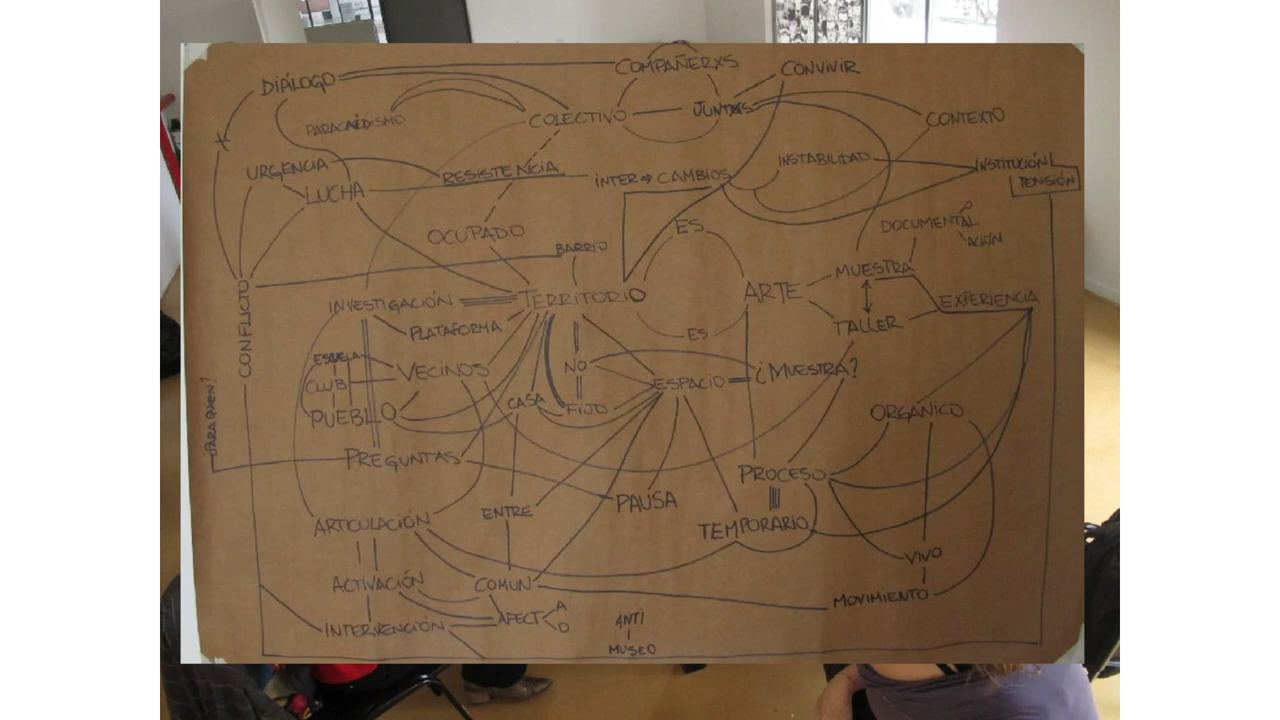 COMPAÑERXS
CONVIVIR
DIÁLOGO
JUNTXS
COLECTIVO
CONTEXTO
PARACAIDISMO
URGENCIA
RESISTENCIA
INSTABILIDAD
INSTITUCIÓN
TENSIÓN
LUCHA
INTER CAMBIOS
DOCUMENTAL
ACIÓN
OCUPADO
ES
BARRIO
MUESTRA
CONFLICTO
INVESTIGACIÓN
TERRITORIO
ARTE
EXPERIENCIA
PLATAFORMA
ES
TALLER
ESCUELA
VECINOS
NO
ESPACIO
¿MUESTRA?
CLUB
CASA
FIJO
ORGANICO
PUEBLO
¿PARA QUIEN?
PREGUNTAS
PROCESO
PAUSA
ENTRE
ARTICULACIÓN
TEMPORARIO
VIVO
ACTIVACIÓN
COMUN
MOVIMIENTO
INTERVENCIÓN
AFECT
A
O
ANTI
MUSEO